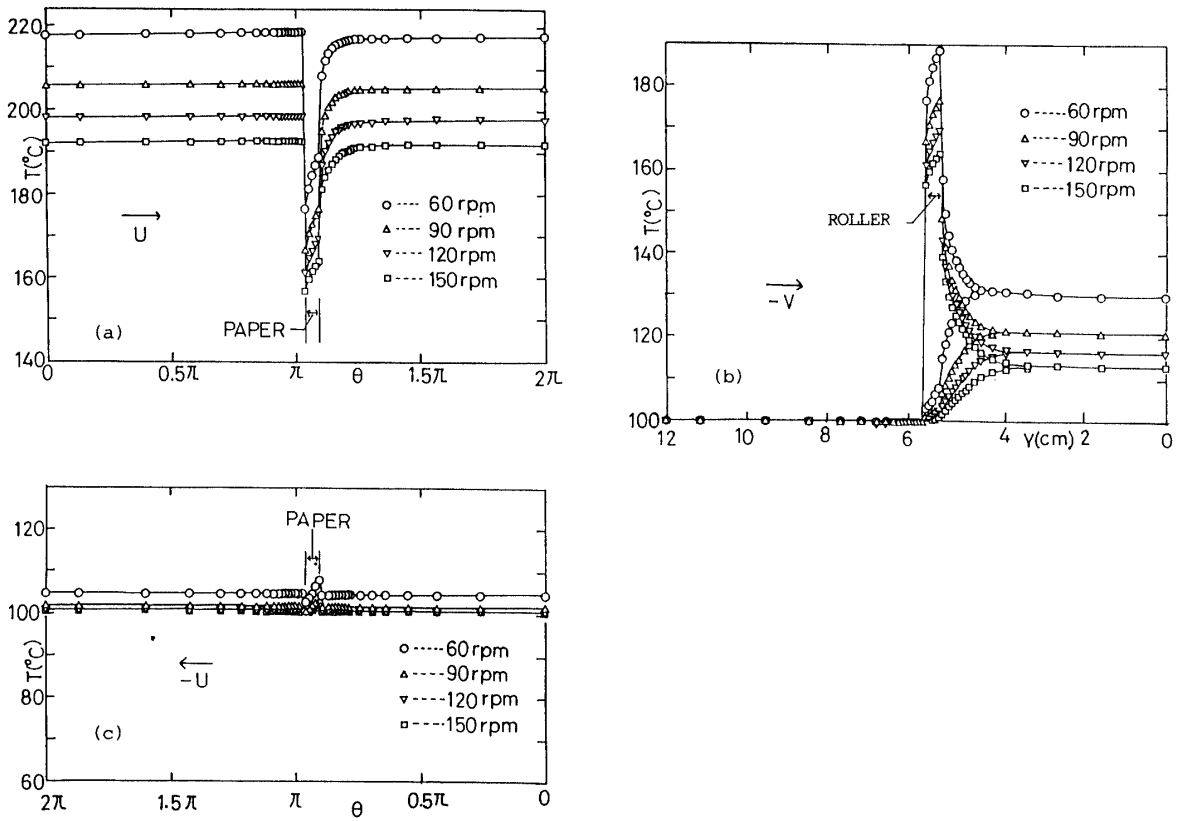 220
200
180
160
140
T(°C)
U
(a)
PAPER
60 rpm
90 rpm
120 rpm
150 rpm
0
0.5π
π
θ
1.5π
2π
180
160
140
120
100
T(°C)
ROLLER
-V
(b)
60 rpm
90 rpm
120 rpm
150 rpm
12
10
8
6
4
Y(cm)
2
0
120
100
80
60
T(°C)
PAPER
-U
(c)
60 rpm
90 rpm
120 rpm
150 rpm
2π
1.5π
π
θ
0.5π
0